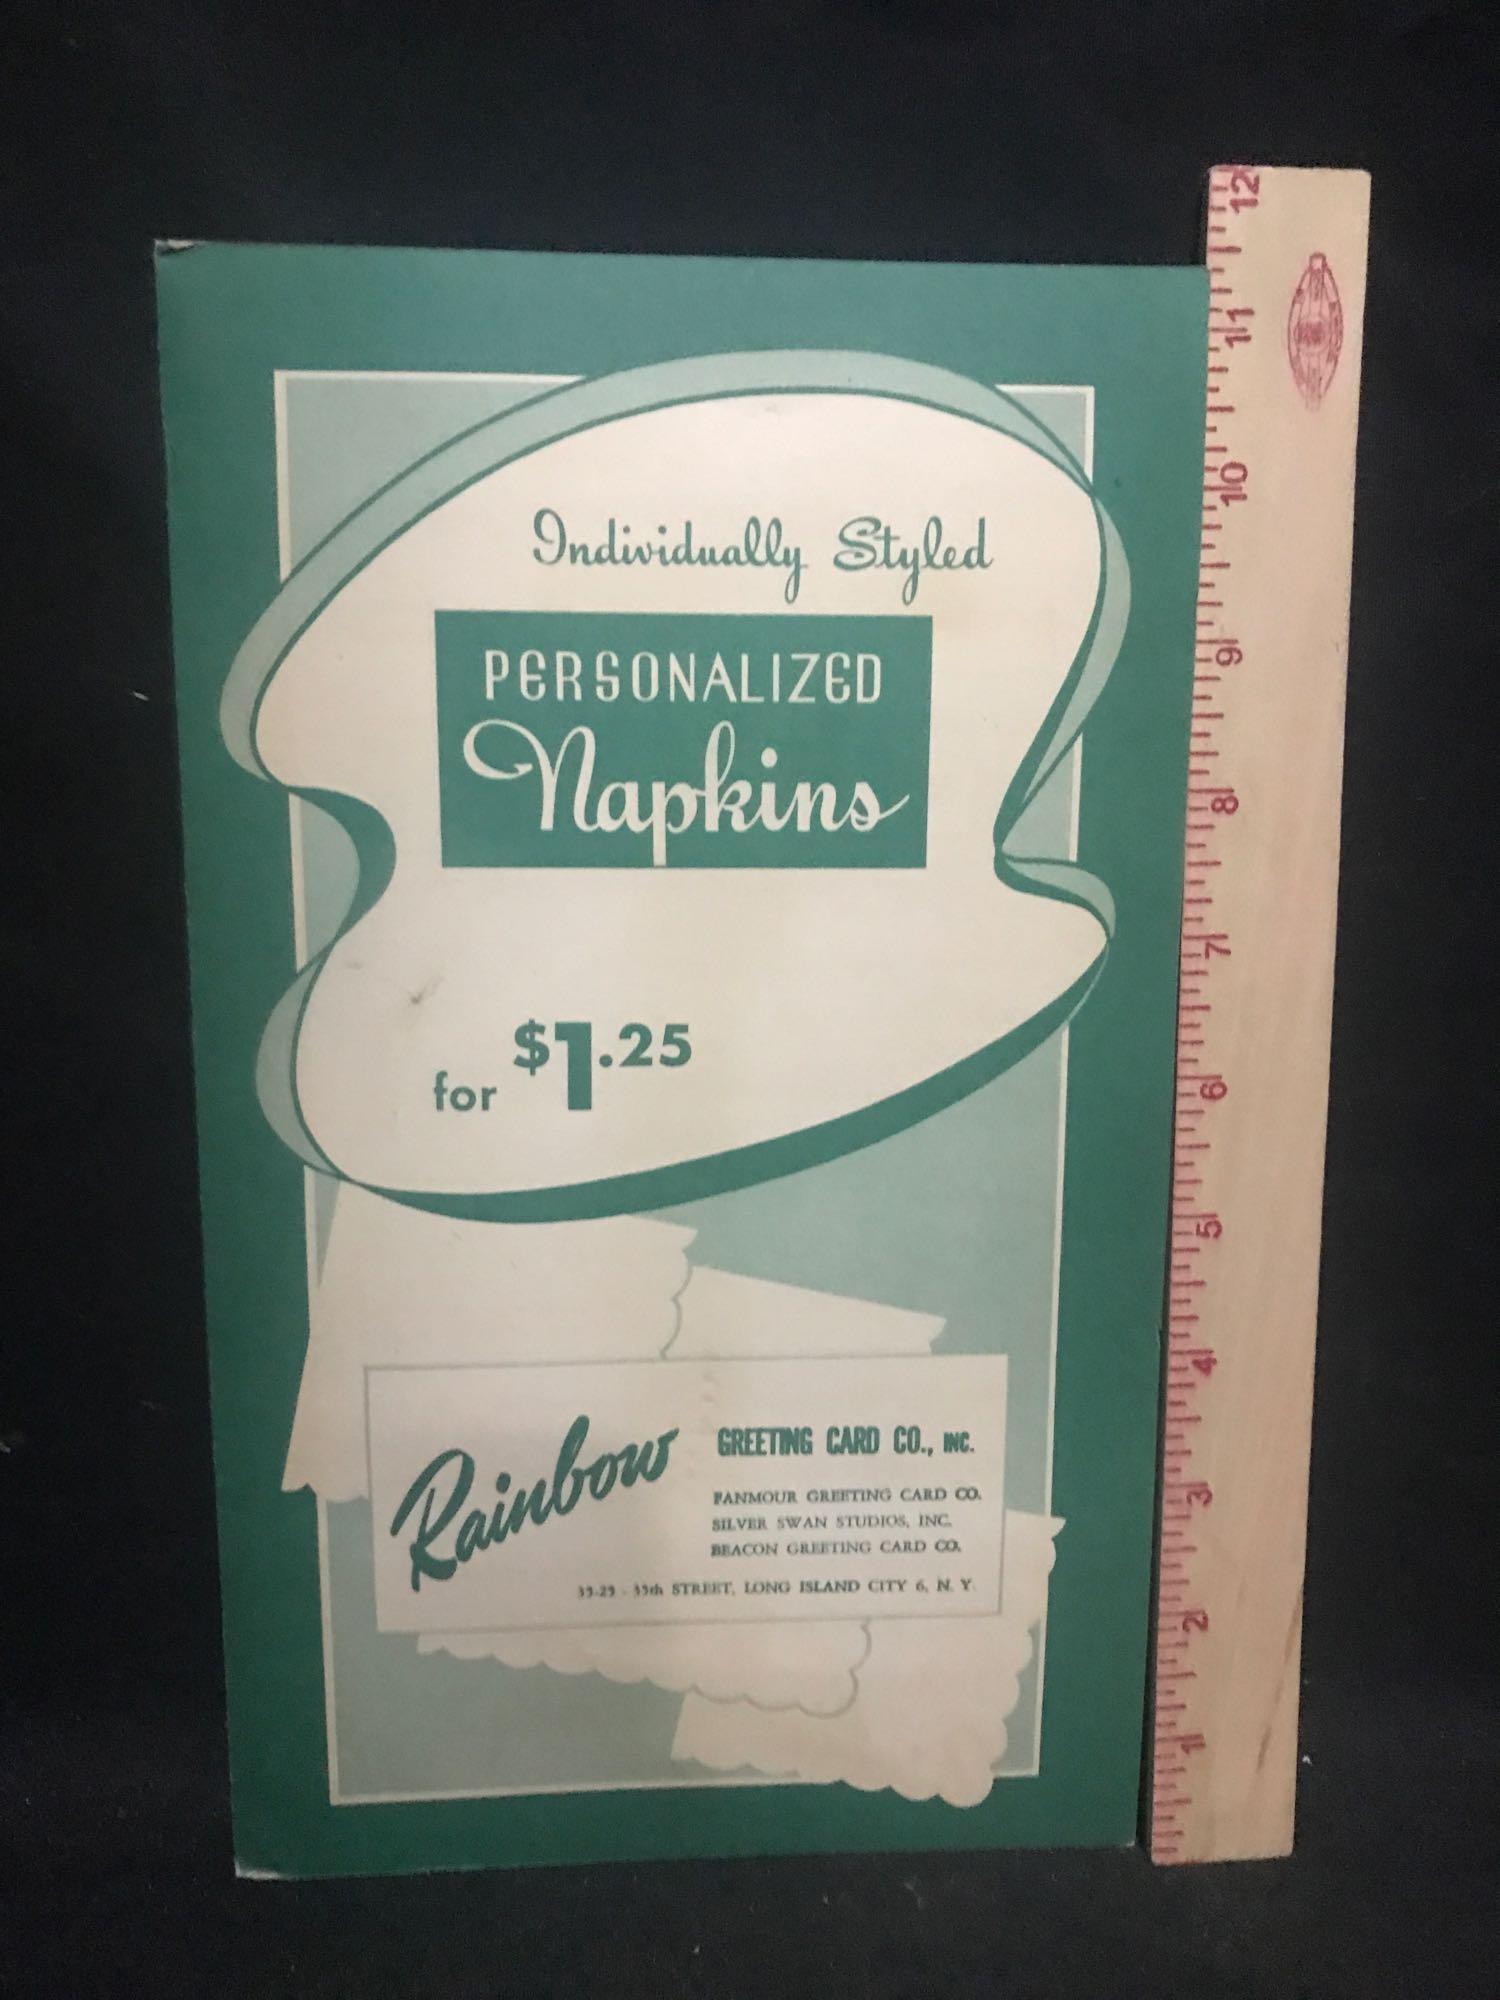 Individually Styled
PERSONALIZED
Napkins
for $1.25
Rainbow
GREETING CARD CO., INC.
FANMOUR GREETING CARD CO.
SILVER SWAN STUDIOS, INC.
BEACON GREETING CARD CO.
STREET, LONG ISLAND CITY 6, N. Y.
12
11
10
9
8
7
6
5
4
3
2
1